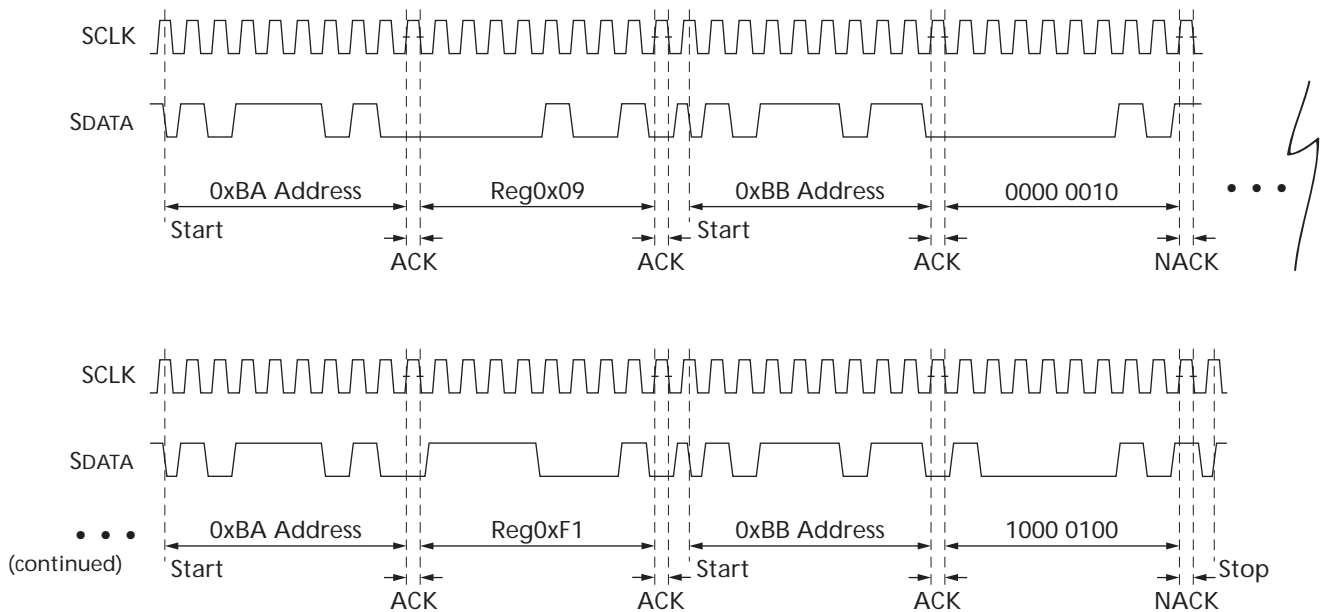 SCLK
SDATA
0xBA Address
Reg0x09
0xBB Address
0000 0010
Start
Start
ACK
ACK
ACK
NACK
SCLK
SDATA
0xBA Address
Reg0xF1
0xBB Address
1000 0100
(continued)
Start
Start
Stop
ACK
ACK
ACK
NACK